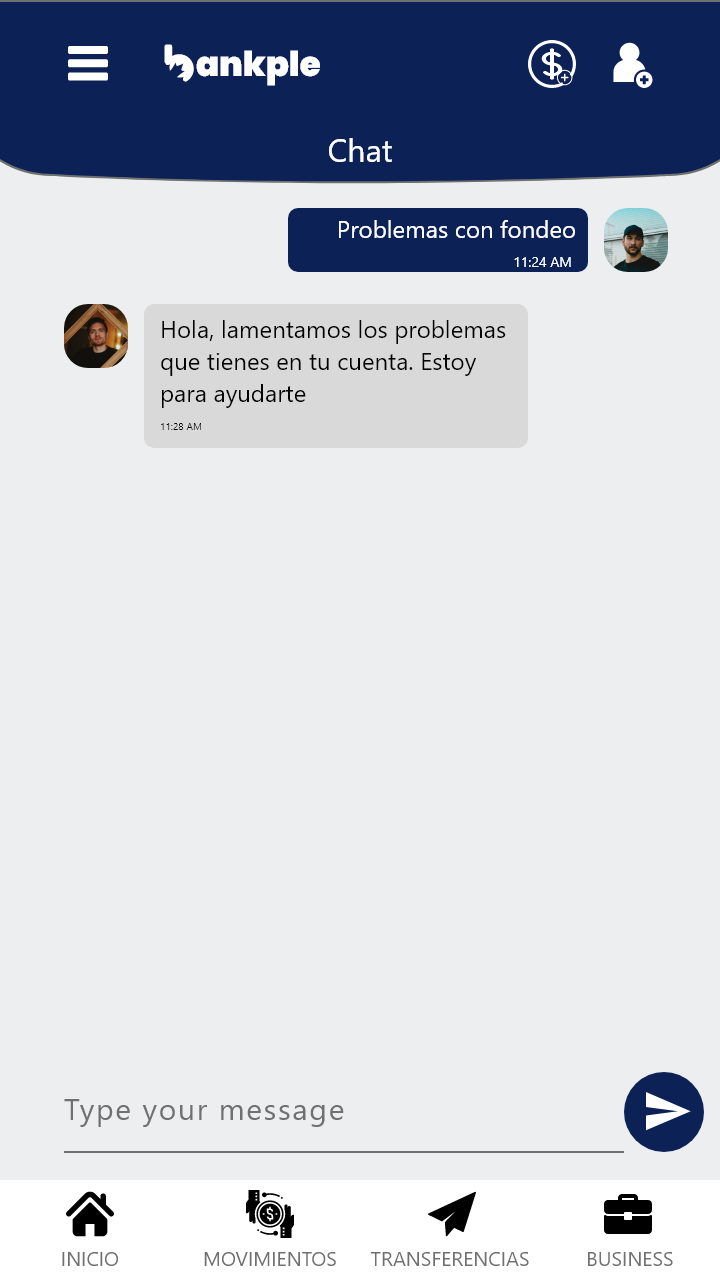 bankple
Chat
Problemas con fondeo
11:24 AM
Hola, lamentamos los problemas
que tienes en tu cuenta. Estoy
para ayudarte
11:28 AM
Type your message
INICIO MOVIMIENTOS TRANSFERENCIAS BUSINESS